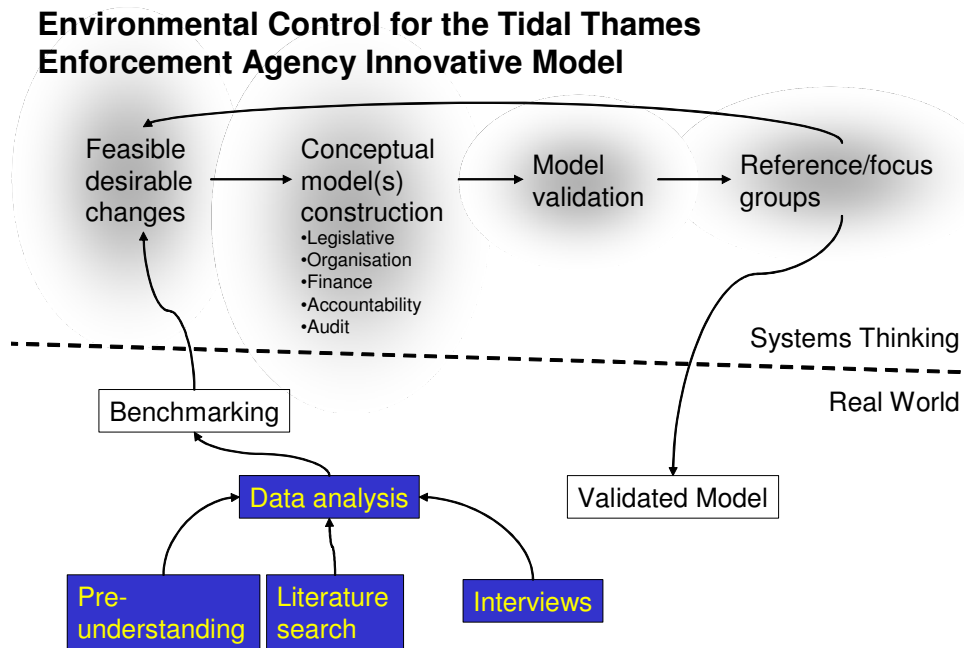 Environmental Control for the Tidal Thames
Enforcement Agency Innovative Model
Feasible
desirable
changes
Conceptual
model(s)
construction
•Legislative
•Organisation
•Finance
•Accountability
•Audit
Model
validation
Reference/focus
groups
Systems Thinking
Real World
Benchmarking
Data analysis
Validated Model
Pre-
understanding
Literature
search
Interviews